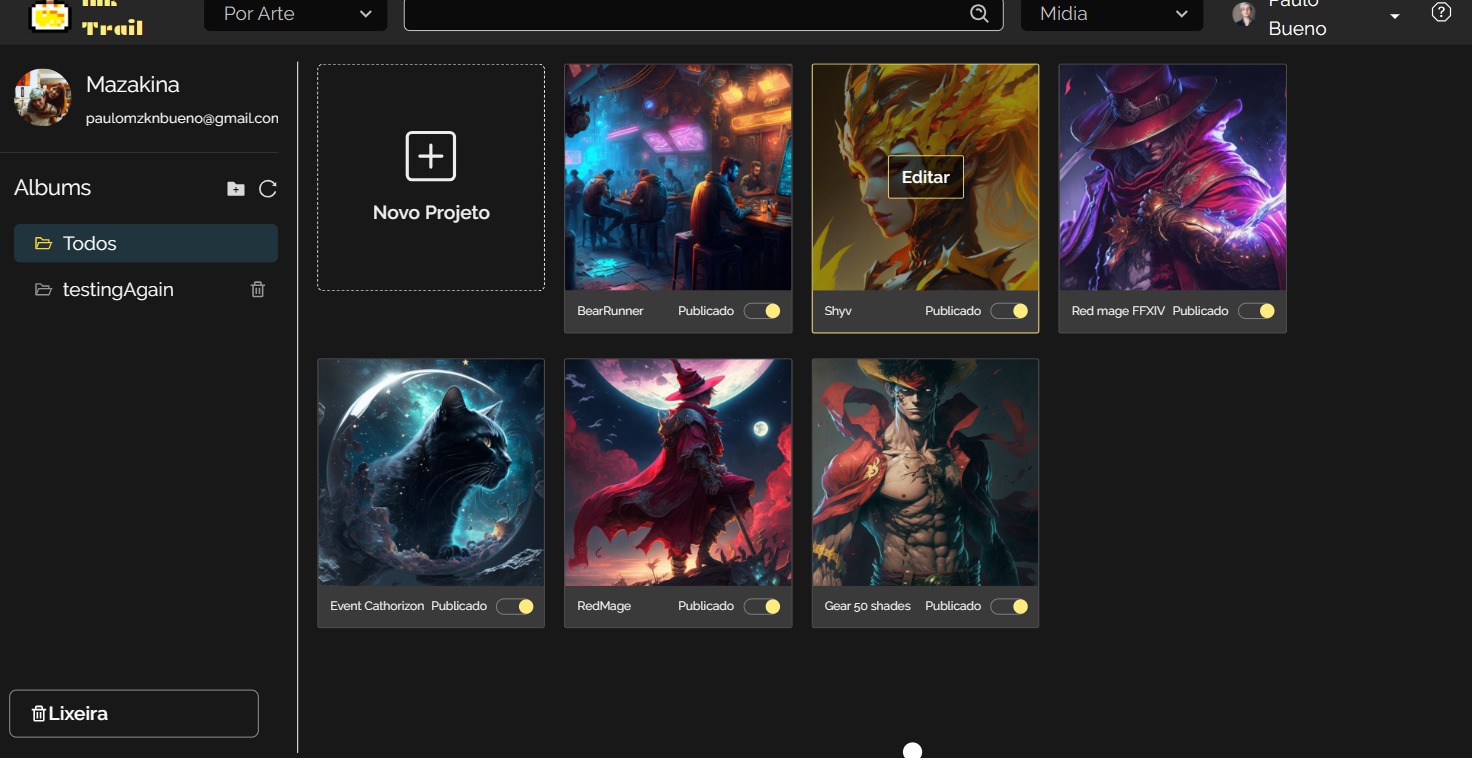 Ink
Trail
Por Arte
Midia
Paulo
Bueno
Mazakina
paulomzknbueno@gmail.com
Albums
Todos
testingAgain
Lixeira
Novo Projeto
BearRunner Publicado
Editar
Shyv Publicado
Red mage FFXIV Publicado
Event Cathorizon Publicado
RedMage Publicado
Gear 50 shades Publicado